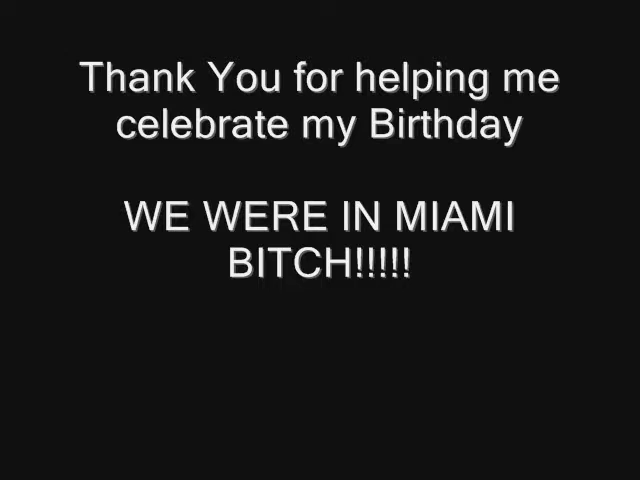 Thank You for helping me
celebrate my Birthday
WE WERE IN MIAMI
BITCH!!!!!